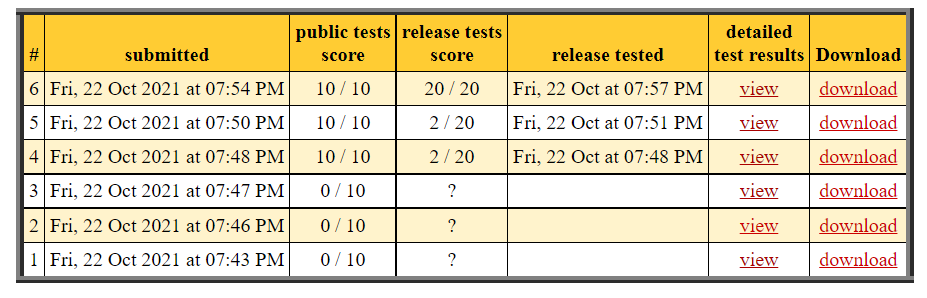 # submitted public tests score release tests score release tested detailed test results Download
6 Fri, 22 Oct 2021 at 07:54 PM 10 / 10 20 / 20 Fri, 22 Oct at 07:57 PM view download
5 Fri, 22 Oct 2021 at 07:50 PM 10 / 10 2 / 20 Fri, 22 Oct at 07:51 PM view download
4 Fri, 22 Oct 2021 at 07:48 PM 10 / 10 2 / 20 Fri, 22 Oct at 07:48 PM view download
3 Fri, 22 Oct 2021 at 07:47 PM 0 / 10 ? view download
2 Fri, 22 Oct 2021 at 07:46 PM 0 / 10 ? view download
1 Fri, 22 Oct 2021 at 07:43 PM 0 / 10 ? view download